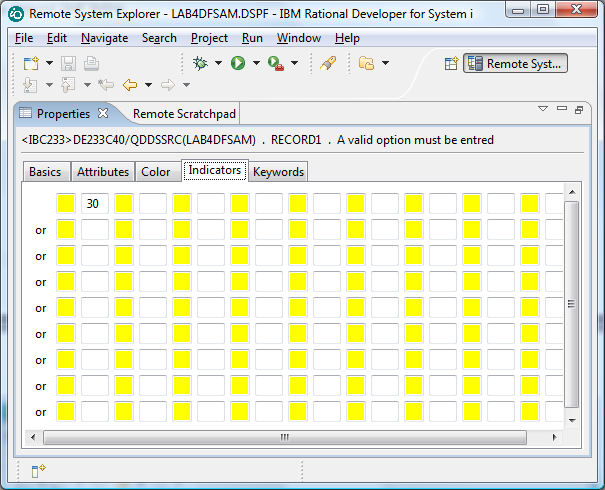 Remote System Explorer - LAB4DFSAM.DSPF - IBM Rational Developer for System i
File Edit Navigate Search Project Run Window Help
Remote Syst...
Properties Remote Scratchpad
<IBC233>DE233C40/QDDSSRC(LAB4DFSAM) . RECORD1 . A valid option must be entred
Basics Attributes Color Indicators Keywords
30
or
or
or
or
or
or
or
or